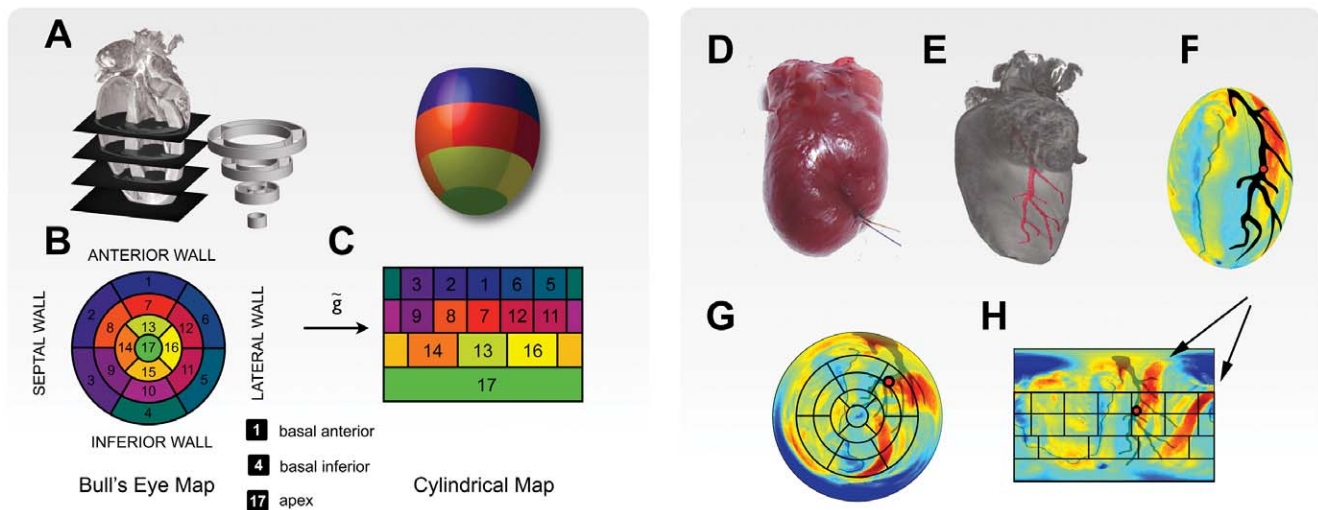 A
B
ANTERIOR WALL
SEPTAL WALL
LATERAL WALL
INFERIOR WALL
1
2
7
6
8
13
12
14
17
16
3
9
15
11
5
10
4
Bull's Eye Map
g̃
1 basal anterior
4 basal inferior
17 apex
C
3 2 1 6 5
9 8 7 12 11
14 13 16
17
Cylindrical Map
D
E
F
G
H